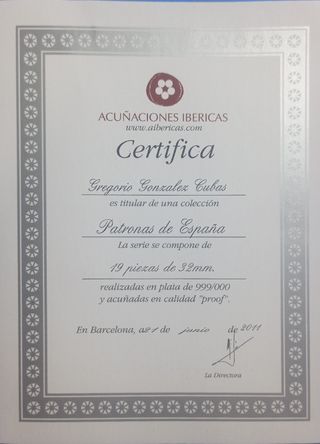 ACUÑACIONES IBERICAS
www.aibericas.com
Certifica
Gregorio Gonzalez Cubas
es titular de una colección
Patronas de España
La serie se compone de
19 piezas de 32mm.
realizadas en plata de 999/000
y acuñadas en calidad "proof".
En Barcelona, a 21 de junio de 2011
La Directora